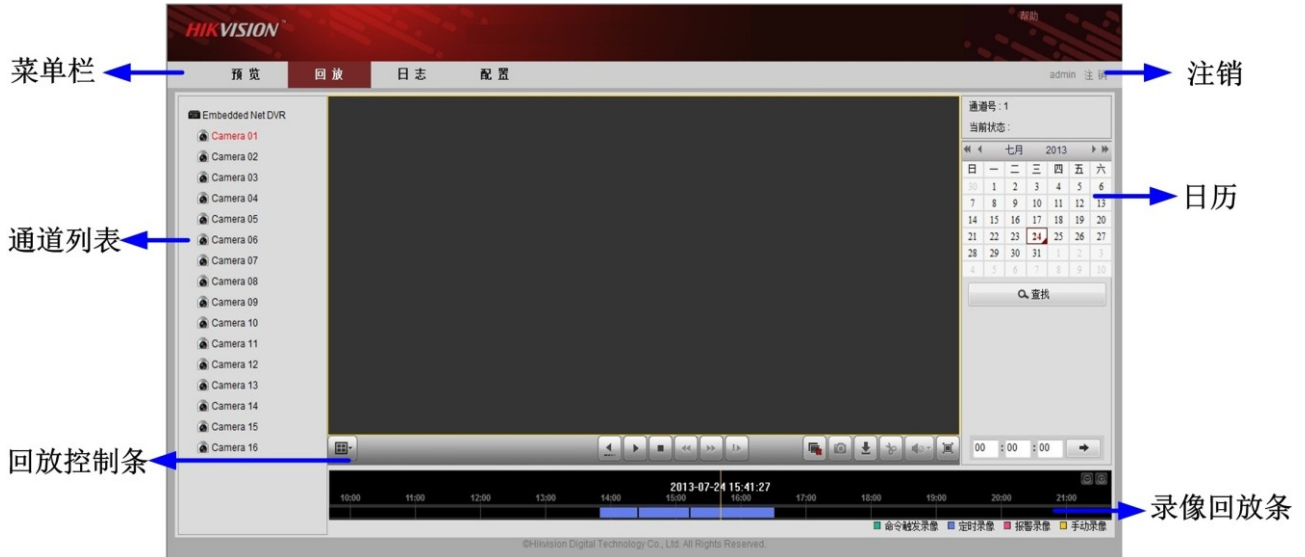 HIKVISION
帮助
菜单栏
预览
回放
日志
配置
admin 注销
注销
Embedded Net DVR
Camera 01
Camera 02
Camera 03
Camera 04
Camera 05
Camera 06
Camera 07
Camera 08
Camera 09
Camera 10
Camera 11
Camera 12
Camera 13
Camera 14
Camera 15
Camera 16
通道列表
通道号:1
当前状态:
七月 2013
日 一 二 三 四 五 六
30 1 2 3 4 5 6
7 8 9 10 11 12 13
14 15 16 17 18 19 20
21 22 23 24 25 26 27
28 29 30 31 1 2 3
4 5 6 7 8 9 10
日历
查找
00 : 00 : 00
回放控制条
2013-07-24 15:41:27
10:00 11:00 12:00 13:00 14:00 15:00 16:00 17:00 18:00 19:00 20:00 21:00
录像回放条
命令触发录像 定时录像 报警录像 手动录像
©Hikvision Digital Technology Co., Ltd. All Rights Reserved.